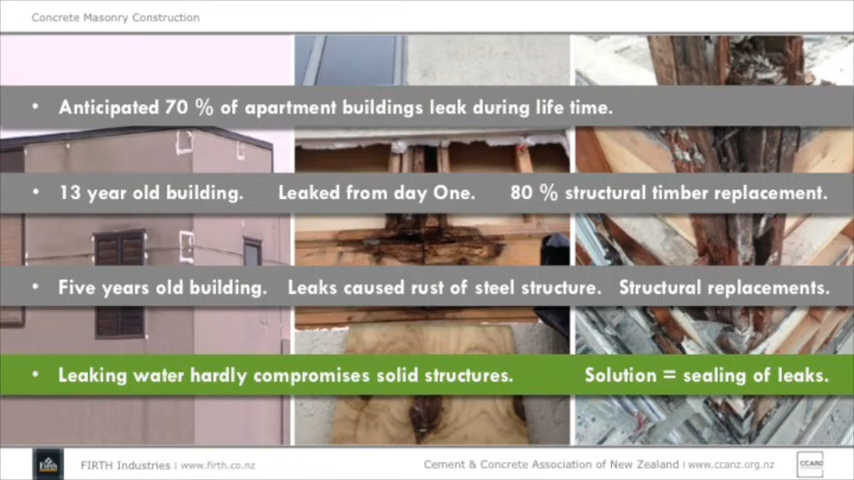 Concrete Masonry Construction
• Anticipated 70 % of apartment buildings leak during life time.
• 13 year old building. Leaked from day One. 80 % structural timber replacement.
• Five years old building. Leaks caused rust of steel structure. Structural replacements.
• Leaking water hardly compromises solid structures. Solution = sealing of leaks.
Firth FIRTH Industries | www.firth.co.nz Cement & Concrete Association of New Zealand | www.ccanz.org.nz CCANZ